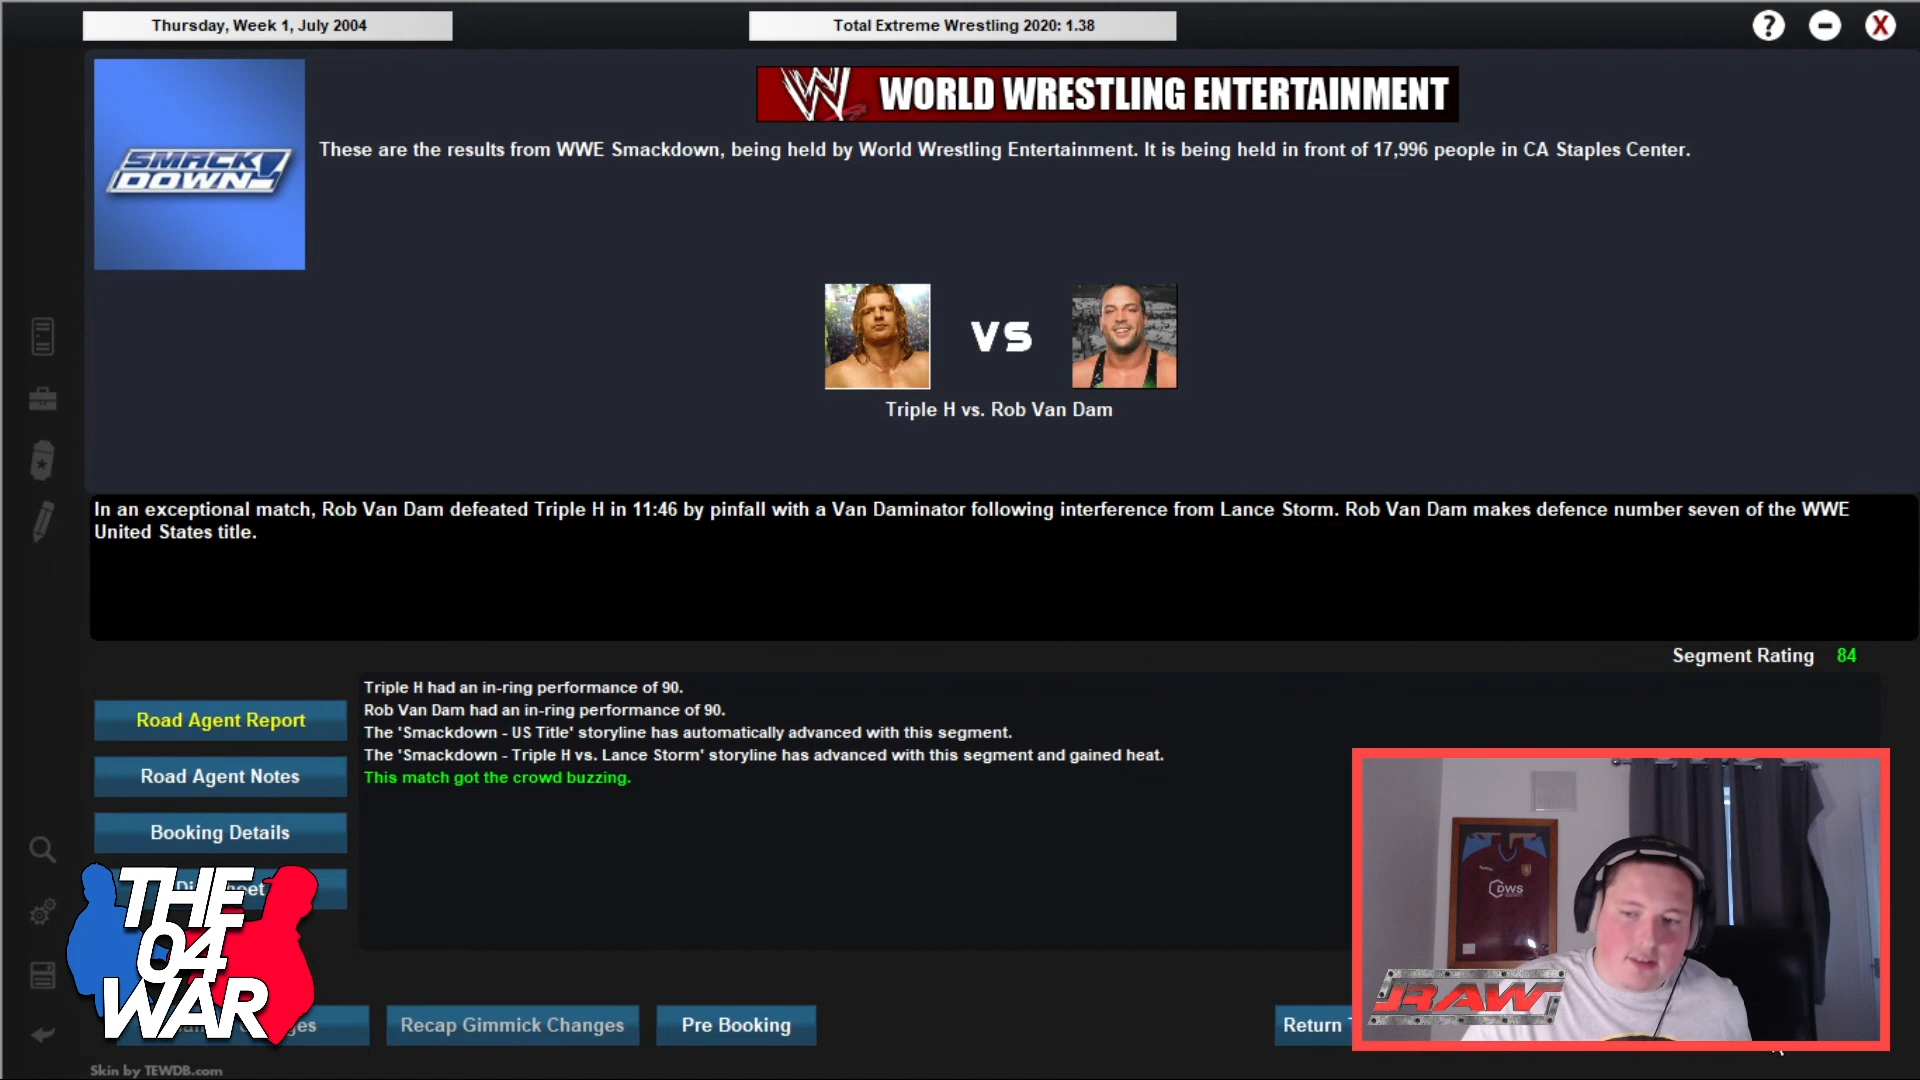 Thursday, Week 1, July 2004
Total Extreme Wrestling 2020: 1.38
?
X
W WORLD WRESTLING ENTERTAINMENT
SMACK
DOWN!
These are the results from WWE Smackdown, being held by World Wrestling Entertainment. It is being held in front of 17,996 people in CA Staples Center.
VS
Triple H vs. Rob Van Dam
In an exceptional match, Rob Van Dam defeated Triple H in 11:46 by pinfall with a Van Daminator following interference from Lance Storm. Rob Van Dam makes defence number seven of the WWE
United States title.
Segment Rating 84
Road Agent Report
Road Agent Notes
Booking Details
Triple H had an in-ring performance of 90.
Rob Van Dam had an in-ring performance of 90.
The 'Smackdown - US Title' storyline has automatically advanced with this segment.
The 'Smackdown - Triple H vs. Lance Storm' storyline has advanced with this segment and gained heat.
This match got the crowd buzzing.
THE
04
WAR
Recap Gimmick Changes
Pre Booking
Return
DWS
RAW
Skin by TEWDB.com